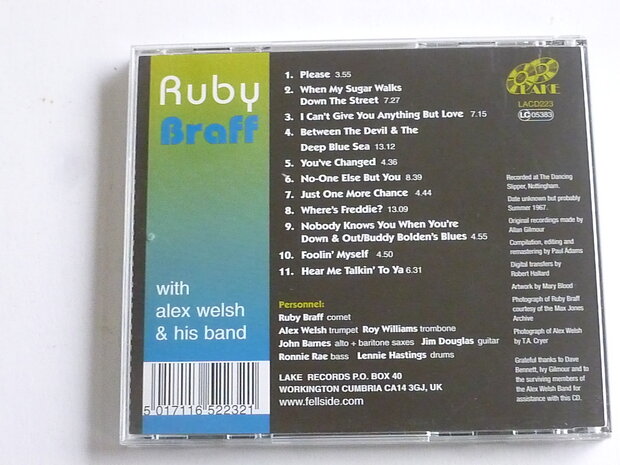 Ruby
Braff
with
alex welsh
& his band
5 017116 522321
1. Please 3.55
2. When My Sugar Walks
Down The Street 7.27
3. I Can't Give You Anything But Love 7.15
4. Between The Devil & The
Deep Blue Sea 13.12
5. You've Changed 4.36
6. No-One Else But You 8.39
7. Just One More Chance 4.44
8. Where's Freddie? 13.09
9. Nobody Knows You When You're
Down & Out/Buddy Bolden's Blues 4.55
10. Foolin' Myself 4.50
11. Hear Me Talkin' To Ya 6.31
Personnel:
Ruby Braff cornet
Alex Welsh trumpet Roy Williams trombone
John Barnes alto + baritone saxes Jim Douglas guitar
Ronnie Rae bass Lennie Hastings drums
LAKE RECORDS P.O. BOX 40
WORKINGTON CUMBRIA CA14 3GJ, UK
www.fellside.com
LAKE
LACD223
LC 05383
Recorded at The Dancing
Slipper, Nottingham.
Date unknown but probably
Summer 1967.
Original recordings made by
Allan Gilmour
Compilation, editing and
remastering by Paul Adams
Digital transfers by
Robert Hallard
Artwork by Mary Blood
Photograph of Ruby Braff
courtesy of the Max Jones
Archive
Photograph of Alex Welsh
by T.A. Cryer
Grateful thanks to Dave
Bennett, Ivy Gilmour and to
the surviving members of
the Alex Welsh Band for
assistance with this CD.